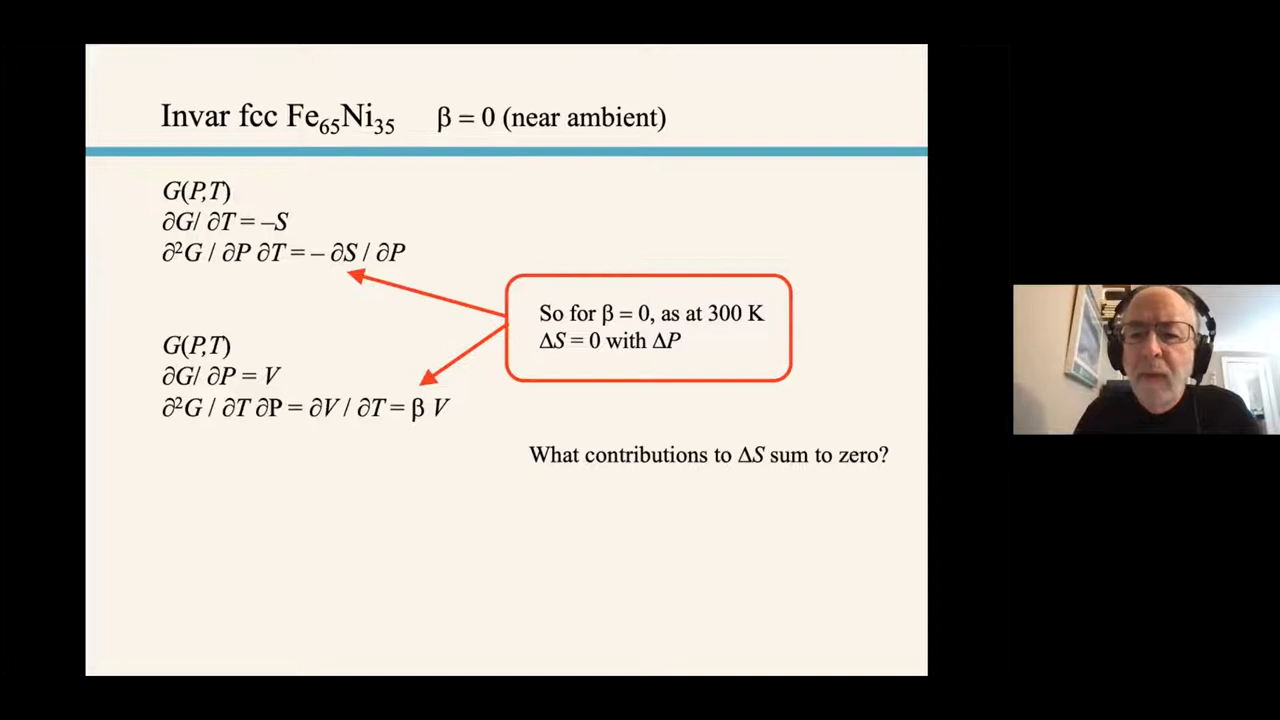 Invar fcc Fe₆₅Ni₃₅ β = 0 (near ambient)
G(P,T)
∂G/ ∂T = –S
∂²G / ∂P ∂T = – ∂S / ∂P
So for β = 0, as at 300 K
ΔS = 0 with ΔP
G(P,T)
∂G/ ∂P = V
∂²G / ∂T ∂P = ∂V / ∂T = β V
What contributions to ΔS sum to zero?